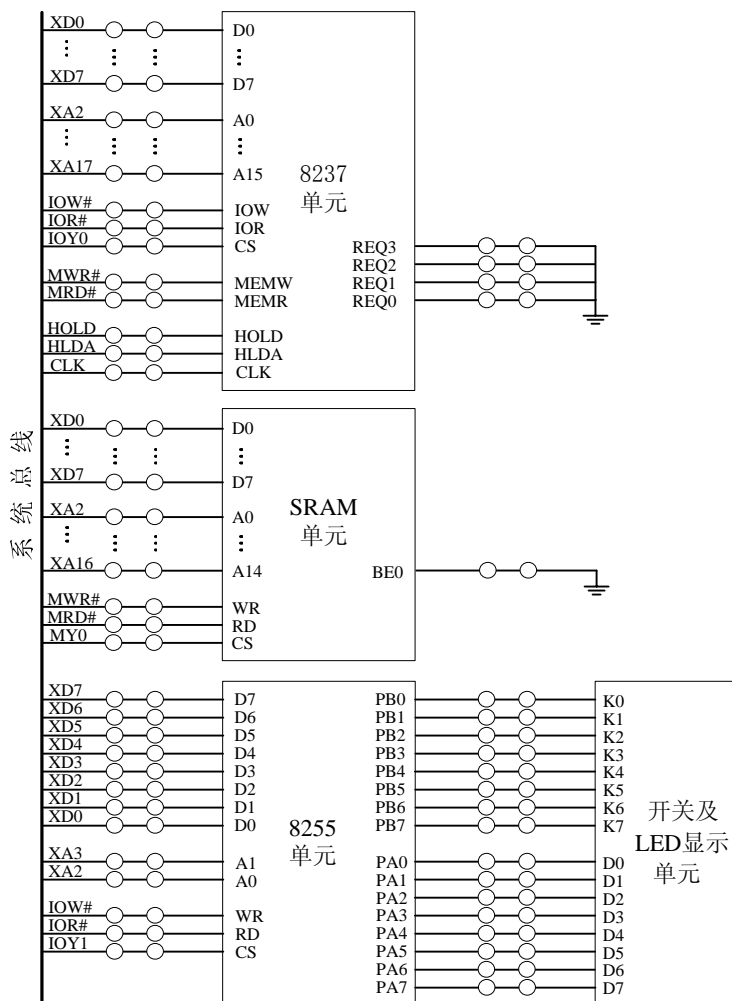 系统总线
XD0
D0
XD7
D7
XA2
A0
XA17
A15
8237
单元
IOW#
IOW
IOR#
IOR
IOY0
CS
REQ3
REQ2
MWR#
MEMW
REQ1
MRD#
MEMR
REQ0
HOLD
HOLD
HLDA
HLDA
CLK
CLK
XD0
D0
XD7
D7
XA2
A0
SRAM
单元
XA16
A14
BE0
MWR#
WR
MRD#
RD
MY0
CS
XD7
D7
PB0
K0
XD6
D6
PB1
K1
XD5
D5
PB2
K2
XD4
D4
PB3
K3
XD3
D3
PB4
K4
XD2
D2
PB5
K5
XD1
D1
PB6
K6
XD0
D0
PB7
K7
8255
单元
开关及
LED显示
单元
XA3
A1
PA0
D0
XA2
A0
PA1
D1
PA2
D2
IOW#
WR
PA3
D3
IOR#
RD
PA4
D4
IOY1
CS
PA5
D5
PA6
D6
PA7
D7